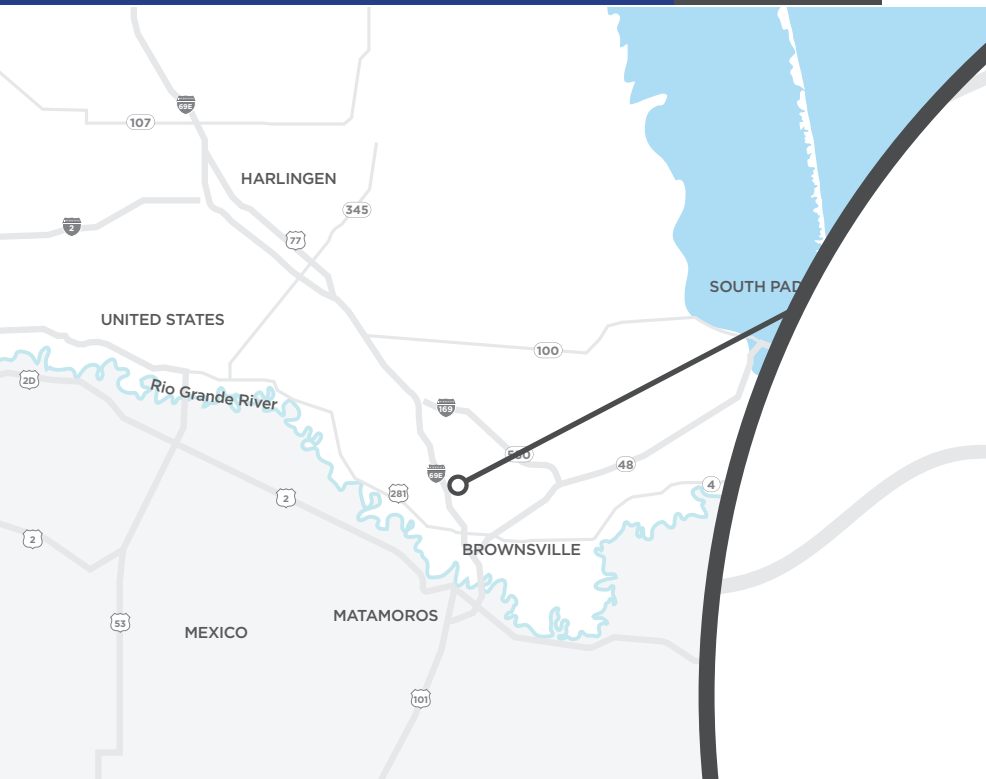 69E
107
HARLINGEN
345
2
77
SOUTH PAD
UNITED STATES
100
2D
Rio Grande River
169
48
69E
4
281
2
2
BROWNSVILLE
MATAMOROS
53
MEXICO
101